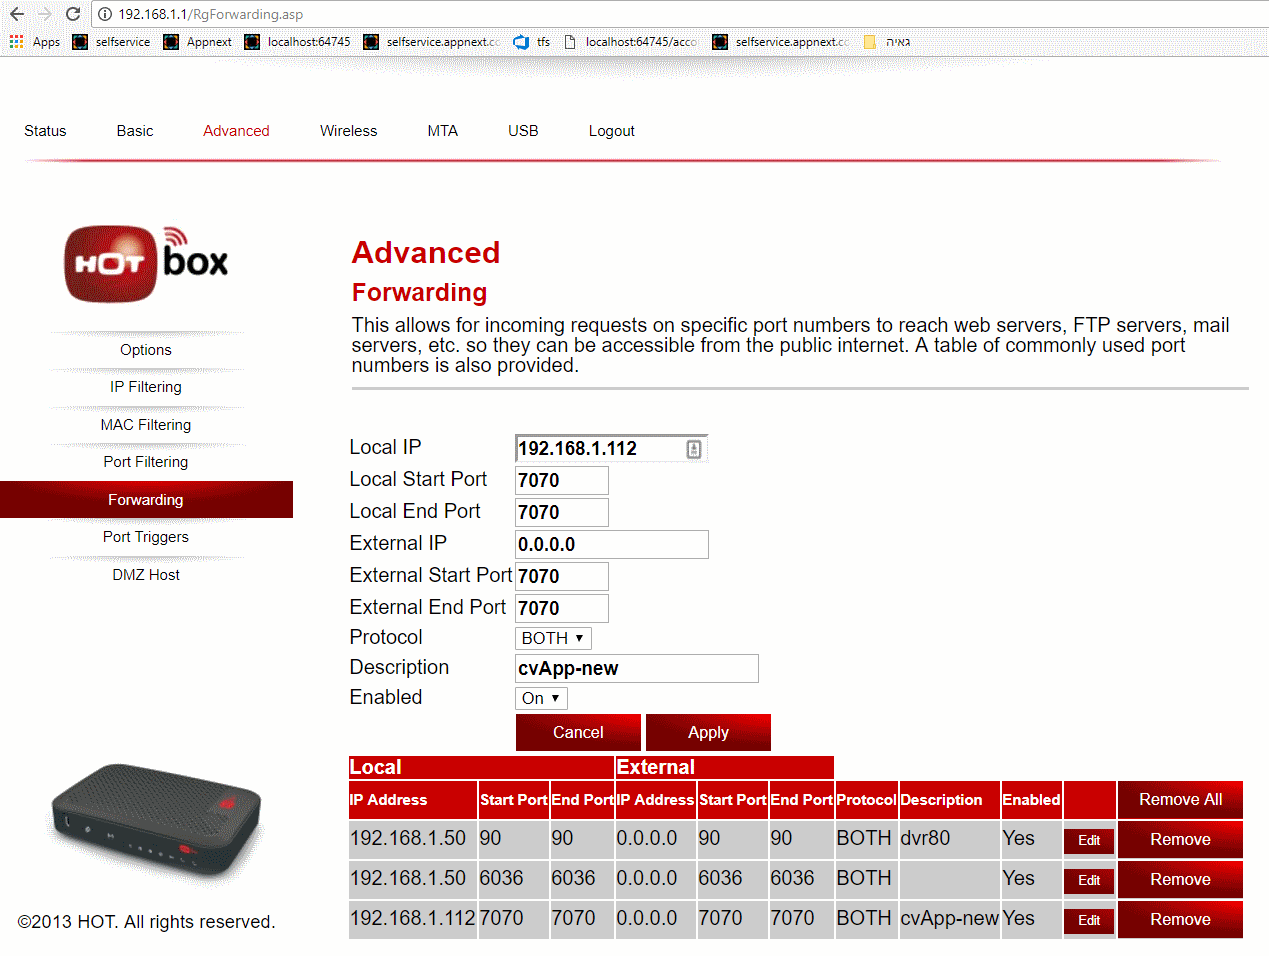 192.168.1.1/RgForwarding.asp
Apps selfservice Appnext localhost:64745 selfservice.appnext.co tfs localhost:64745/acco selfservice.appnext.co גאיה
Status Basic Advanced Wireless MTA USB Logout
HOT box
Options
IP Filtering
MAC Filtering
Port Filtering
Forwarding
Port Triggers
DMZ Host
©2013 HOT. All rights reserved.
Advanced
Forwarding
This allows for incoming requests on specific port numbers to reach web servers, FTP servers, mail
servers, etc. so they can be accessible from the public internet. A table of commonly used port
numbers is also provided.
Local IP 192.168.1.112
Local Start Port 7070
Local End Port 7070
External IP 0.0.0.0
External Start Port 7070
External End Port 7070
Protocol BOTH
Description cvApp-new
Enabled On
Cancel Apply
Local External
IP Address Start Port End Port IP Address Start Port End Port Protocol Description Enabled Remove All
192.168.1.50 90 90 0.0.0.0 90 90 BOTH dvr80 Yes Edit Remove
192.168.1.50 6036 6036 0.0.0.0 6036 6036 BOTH Yes Edit Remove
192.168.1.112 7070 7070 0.0.0.0 7070 7070 BOTH cvApp-new Yes Edit Remove